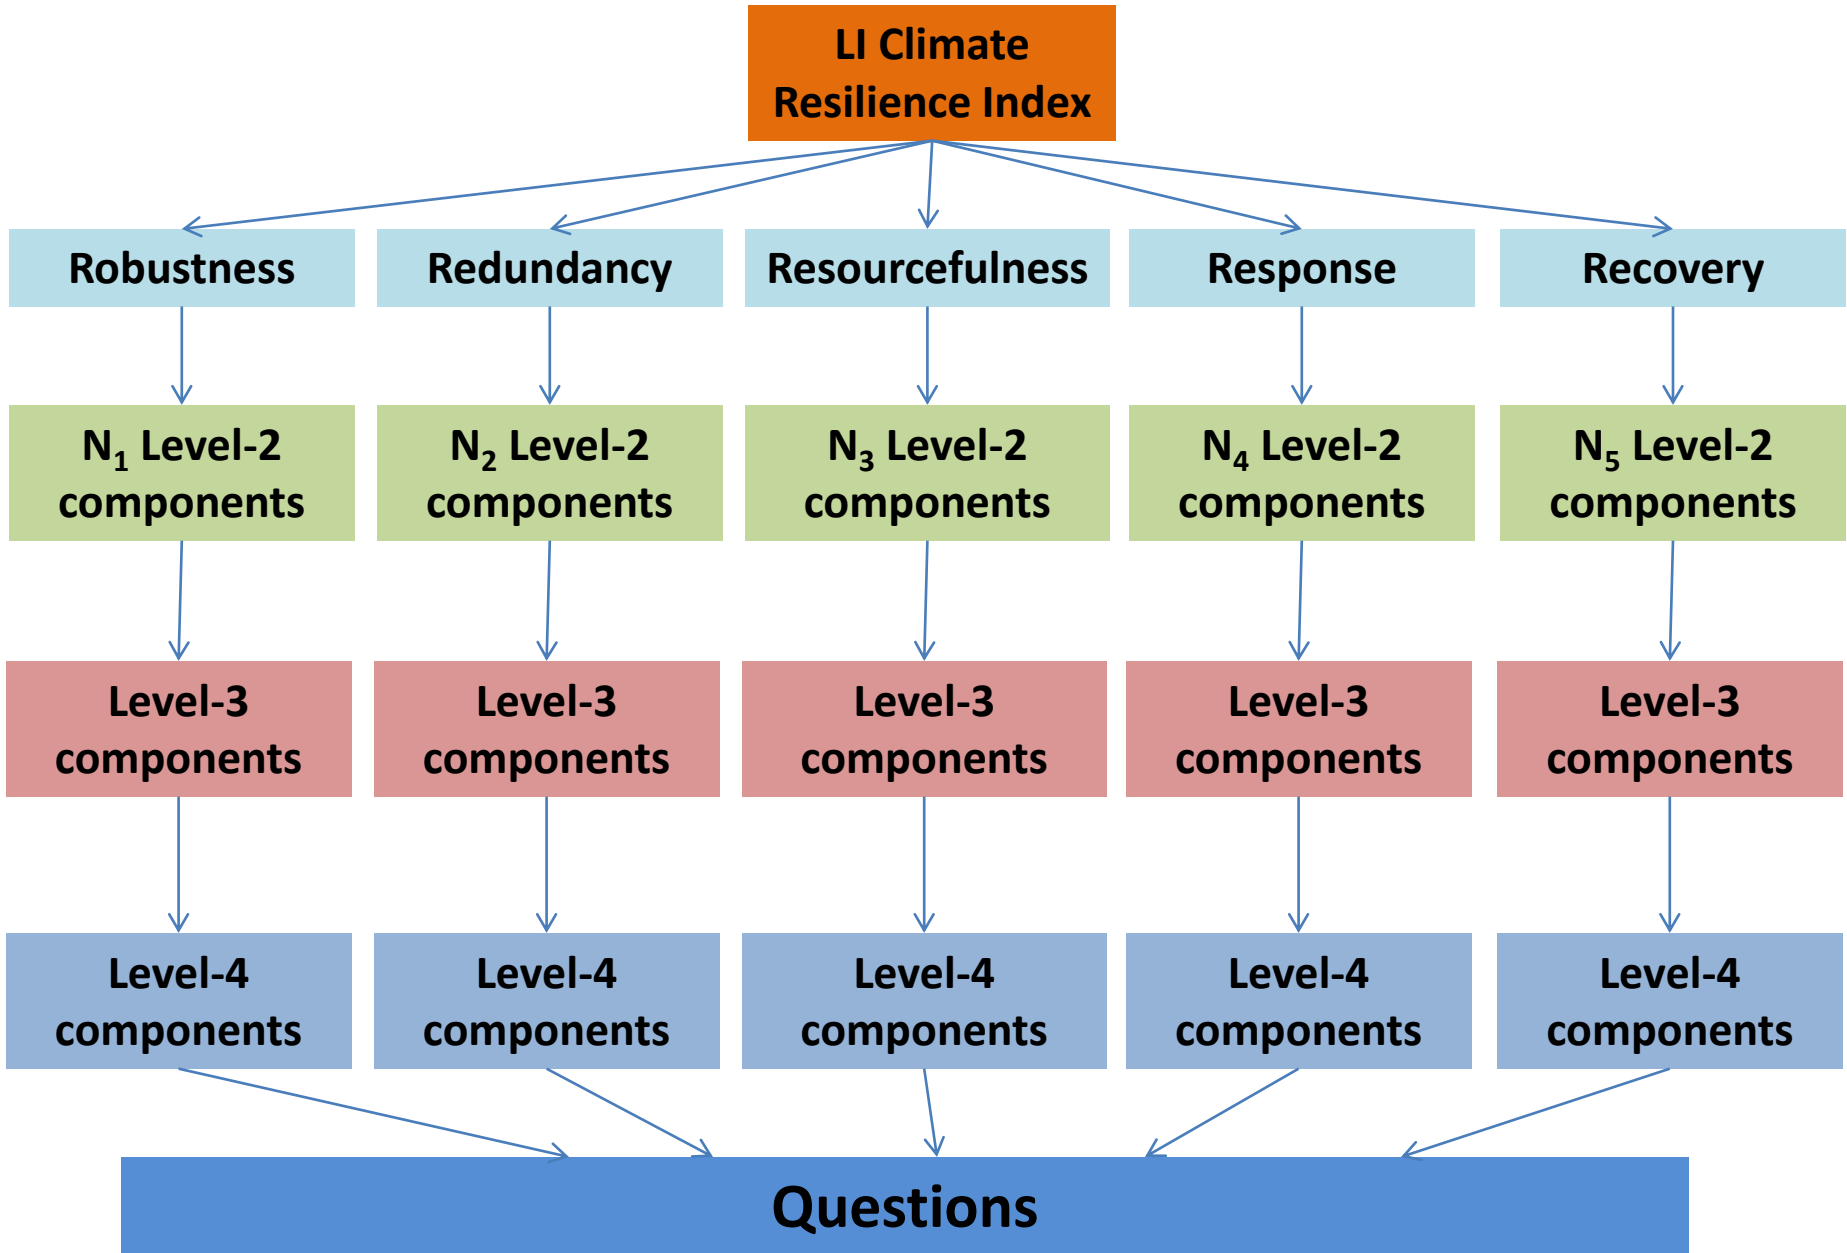 LI Climate
Resilience Index
Robustness
Redundancy
Resourcefulness
Response
Recovery
N₁ Level-2
components
N₂ Level-2
components
N₃ Level-2
components
N₄ Level-2
components
N₅ Level-2
components
Level-3
components
Level-3
components
Level-3
components
Level-3
components
Level-3
components
Level-4
components
Level-4
components
Level-4
components
Level-4
components
Level-4
components
Questions